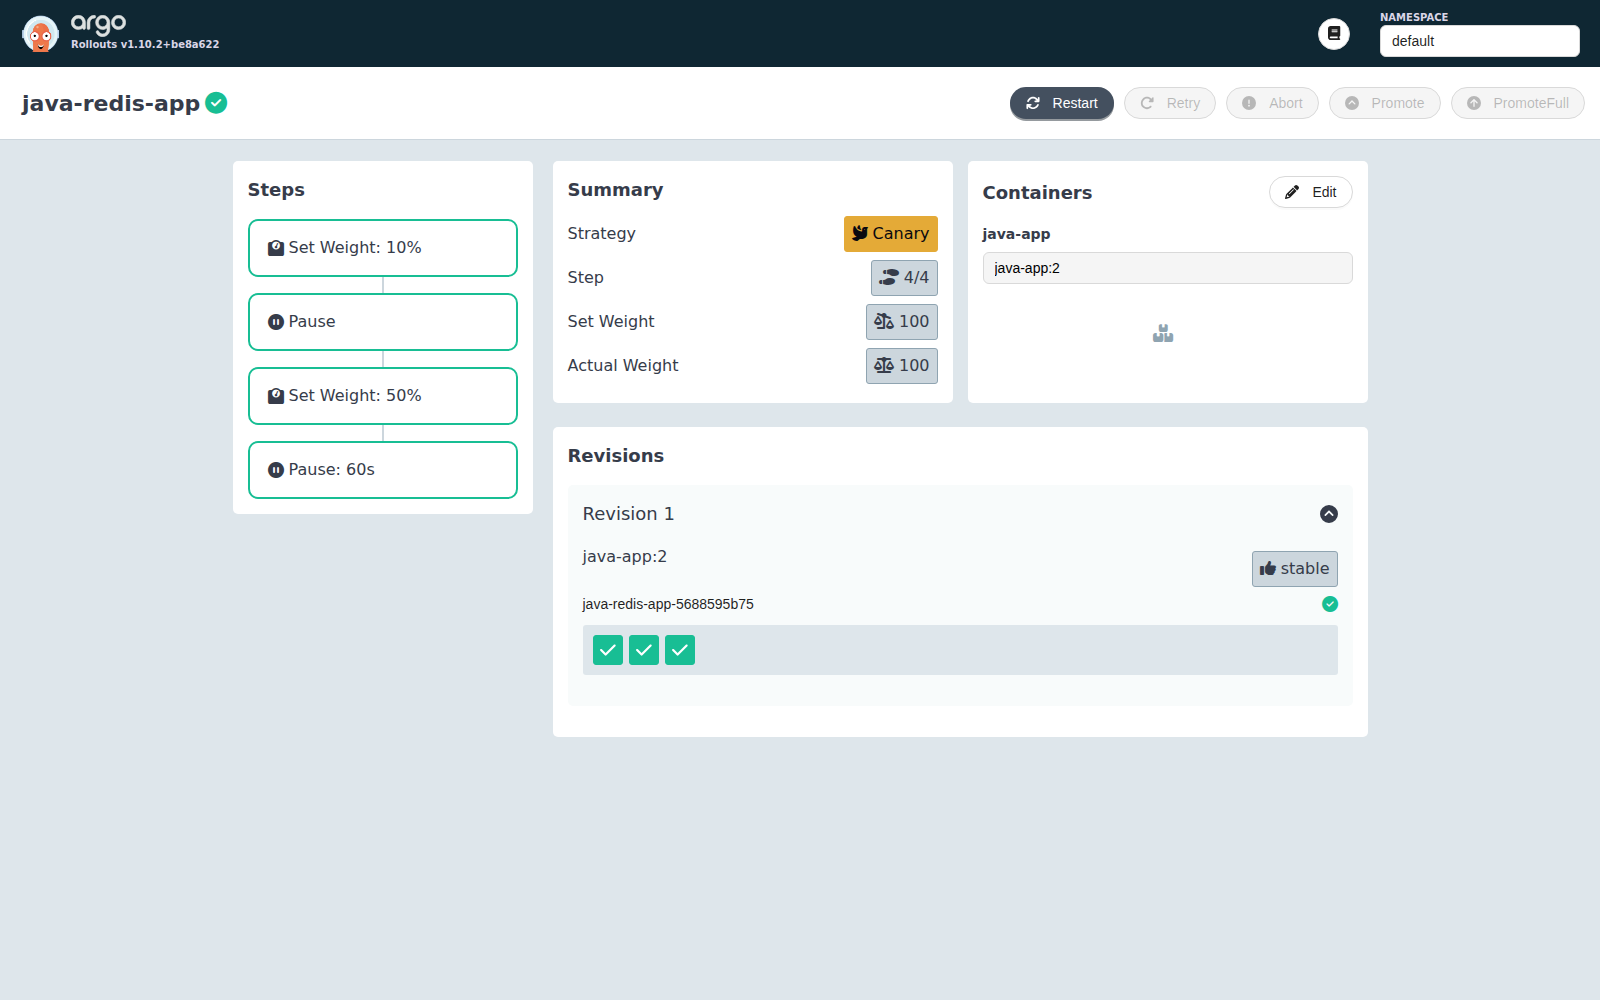 argo
Rollouts v1.10.2+be8a622
NAMESPACE
default
java-redis-app
Restart
Retry
Abort
Promote
PromoteFull
Steps
Set Weight: 10%
Pause
Set Weight: 50%
Pause: 60s
Summary
Strategy
Canary
Step
4/4
Set Weight
100
Actual Weight
100
Containers
Edit
java-app
java-app:2
Revisions
Revision 1
java-app:2
stable
java-redis-app-5688595b75